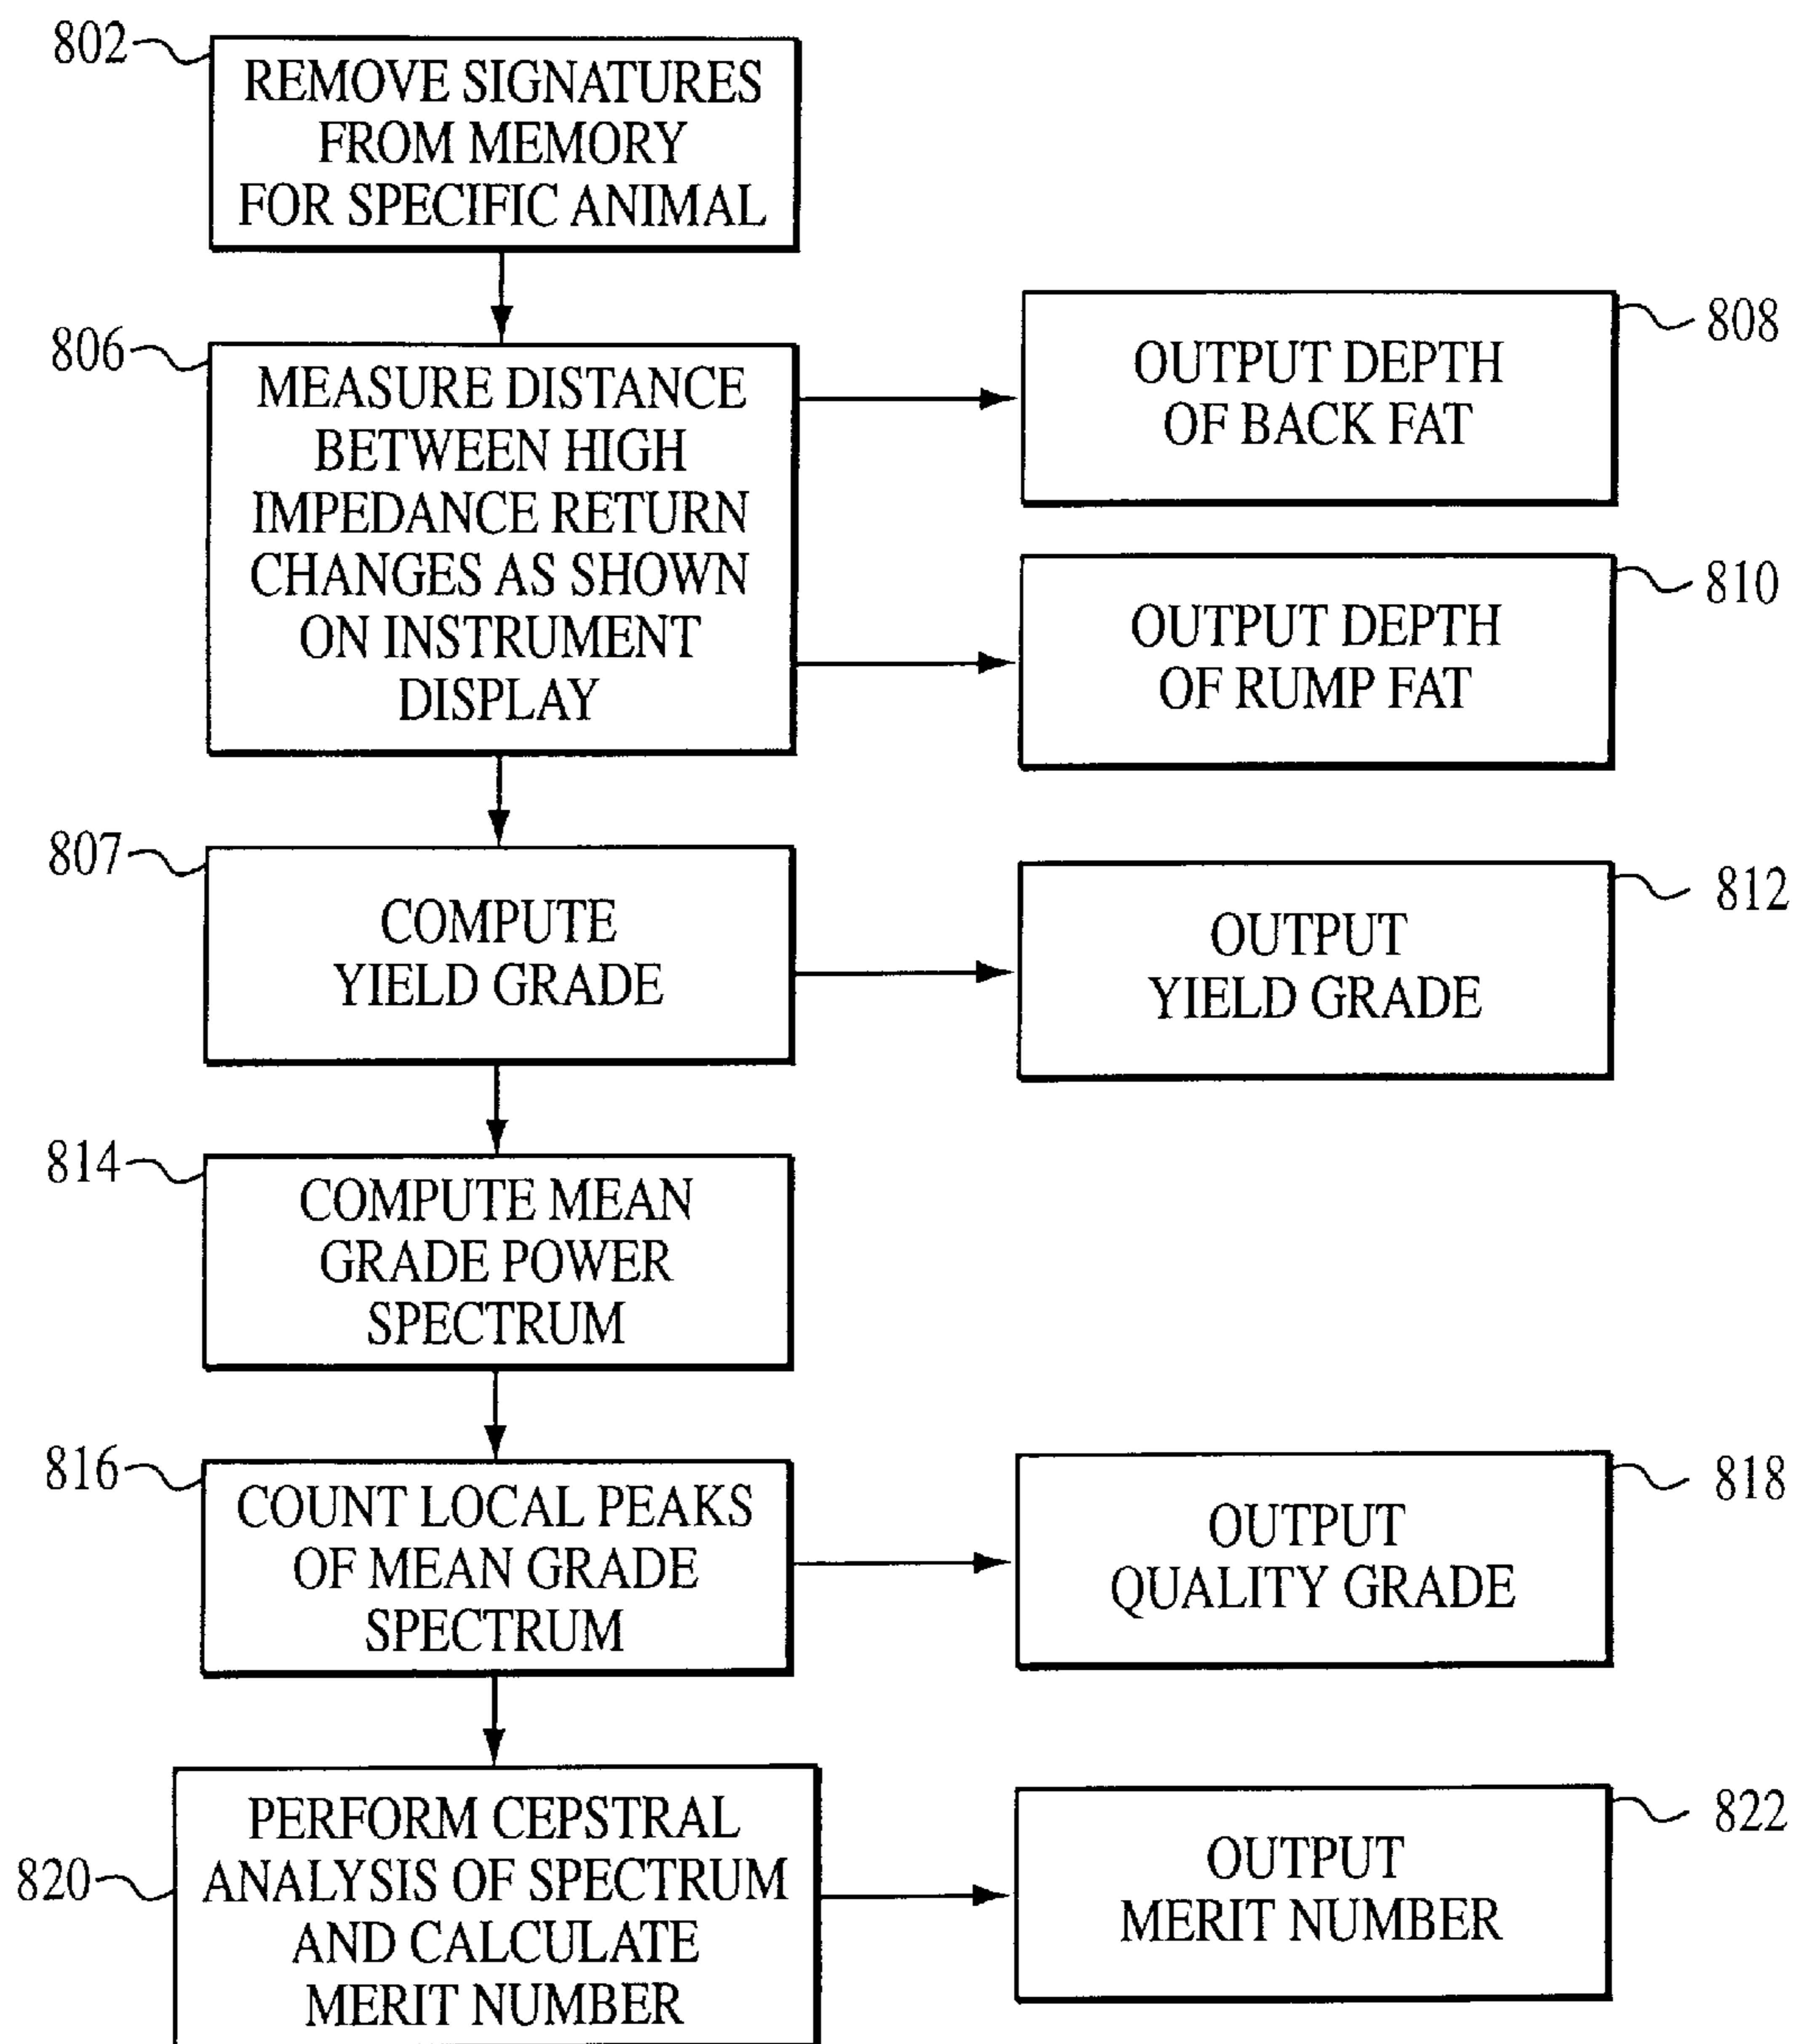 802
REMOVE SIGNATURES
FROM MEMORY
FOR SPECIFIC ANIMAL
806
MEASURE DISTANCE
BETWEEN HIGH
IMPEDANCE RETURN
CHANGES AS SHOWN
ON INSTRUMENT
DISPLAY
808
OUTPUT DEPTH
OF BACK FAT
810
OUTPUT DEPTH
OF RUMP FAT
807
COMPUTE
YIELD GRADE
812
OUTPUT
YIELD GRADE
814
COMPUTE MEAN
GRADE POWER
SPECTRUM
816
COUNT LOCAL PEAKS
OF MEAN GRADE
SPECTRUM
818
OUTPUT
QUALITY GRADE
820
PERFORM CEPSTRAL
ANALYSIS OF SPECTRUM
AND CALCULATE
MERIT NUMBER
822
OUTPUT
MERIT NUMBER